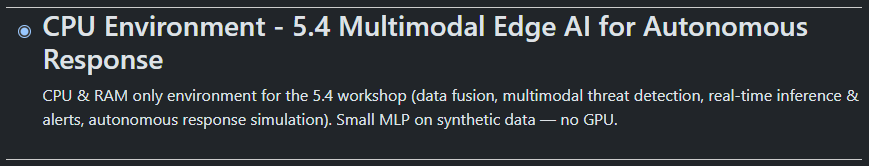 CPU Environment - 5.4 Multimodal Edge AI for Autonomous
Response
CPU & RAM only environment for the 5.4 workshop (data fusion, multimodal threat detection, real-time inference &
alerts, autonomous response simulation). Small MLP on synthetic data — no GPU.